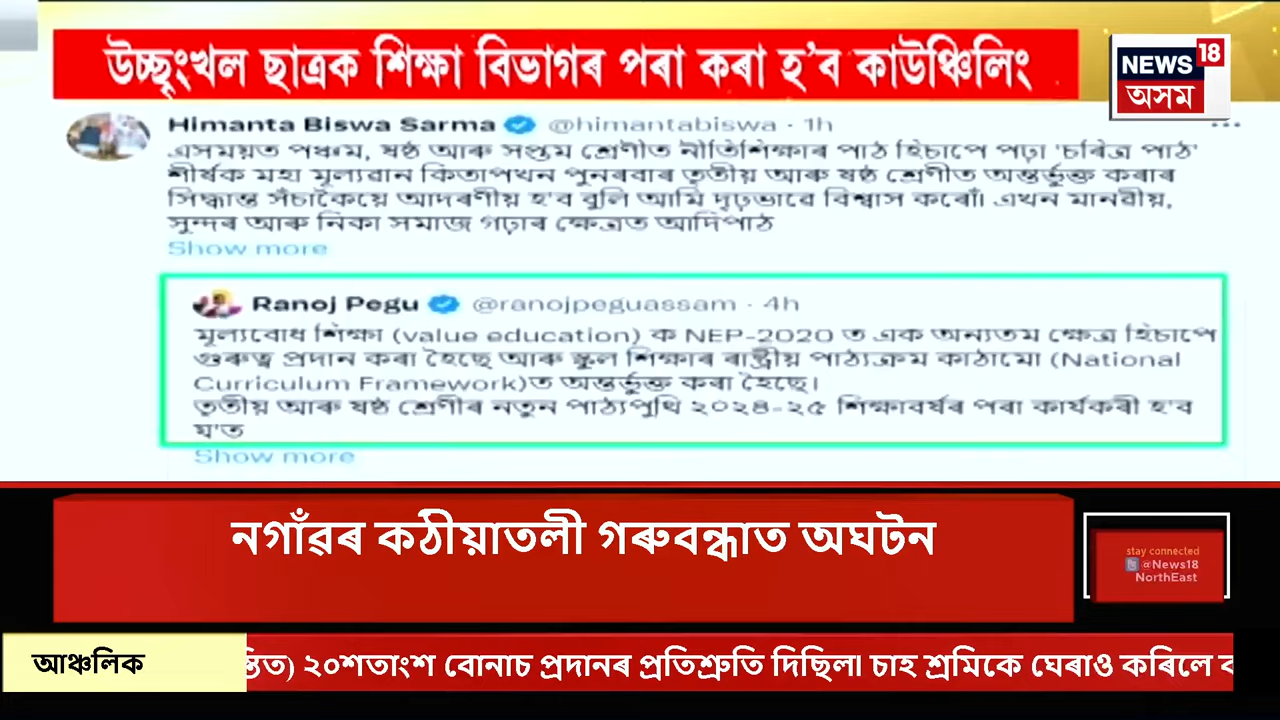 উচ্ছৃংখল ছাত্ৰক শিক্ষা বিভাগৰ পৰা কৰা হ'ব কাউঞ্চিলিং
NEWS 18
অসম
Himanta Biswa Sarma @himantabiswa · 1h
এসময়ত পঞ্চম, ষষ্ঠ আৰু সপ্তম শ্ৰেণীত নীতিশিক্ষাৰ পাঠ হিচাপে পঢ়া 'চৰিত্ৰ পাঠ'
শীৰ্ষক মহা মূল্যৱান কিতাপখন পুনৰবাৰ তৃতীয় আৰু ষষ্ঠ শ্ৰেণীত অন্তৰ্ভুক্ত কৰাৰ
সিদ্ধান্ত সঁচাকৈয়ে আদৰণীয় হ'ব বুলি আমি দৃঢ়ভাবে বিশ্বাস কৰোঁ। এখন মানৱীয়,
সুন্দৰ আৰু নিকা সমাজ গঢ়াৰ ক্ষেত্ৰত আদিপাঠ
Show more
Ranoj Pegu @ranojpeguassam · 4h
মূল্যবোধ শিক্ষা (value education) ক NEP-2020 ত এক অন্যতম ক্ষেত্ৰ হিচাপে
গুৰুত্ব প্ৰদান কৰা হৈছে আৰু স্কুল শিক্ষাৰ ৰাষ্ট্ৰীয় পাঠ্যক্ৰম কাঠামো (National
Curriculum Framework)ত অন্তৰ্ভুক্ত কৰা হৈছে।
তৃতীয় আৰু ষষ্ঠ শ্ৰেণীৰ নতুন পাঠ্যপুথি ২০২৪-২৫ শিক্ষাবৰ্ষৰ পৰা কাৰ্যকৰী হ'ব
য'ত
Show more
নগাঁৱৰ কঠীয়াতলী গৰুবন্ধাত অঘটন
stay connected
@News18
NorthEast
আঞ্চলিক
২০শতাংশ বোনাচ প্ৰদানৰ প্ৰতিশ্ৰুতি দিছিল। চাহ শ্ৰমিকে ঘেৰাও কৰিলে